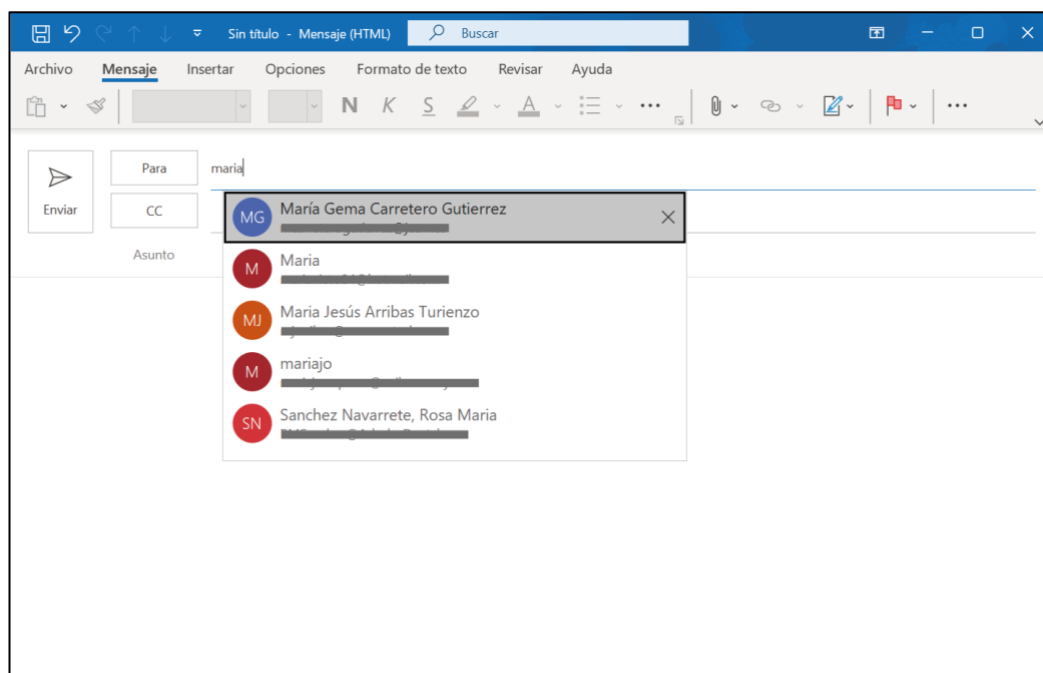 Sin título - Mensaje (HTML) Buscar
Archivo Mensaje Insertar Opciones Formato de texto Revisar Ayuda
N K S A
Para maria
Enviar CC
Asunto
MG María Gema Carretero Gutierrez
M Maria
MJ Maria Jesús Arribas Turienzo
M mariajo
SN Sanchez Navarrete, Rosa Maria